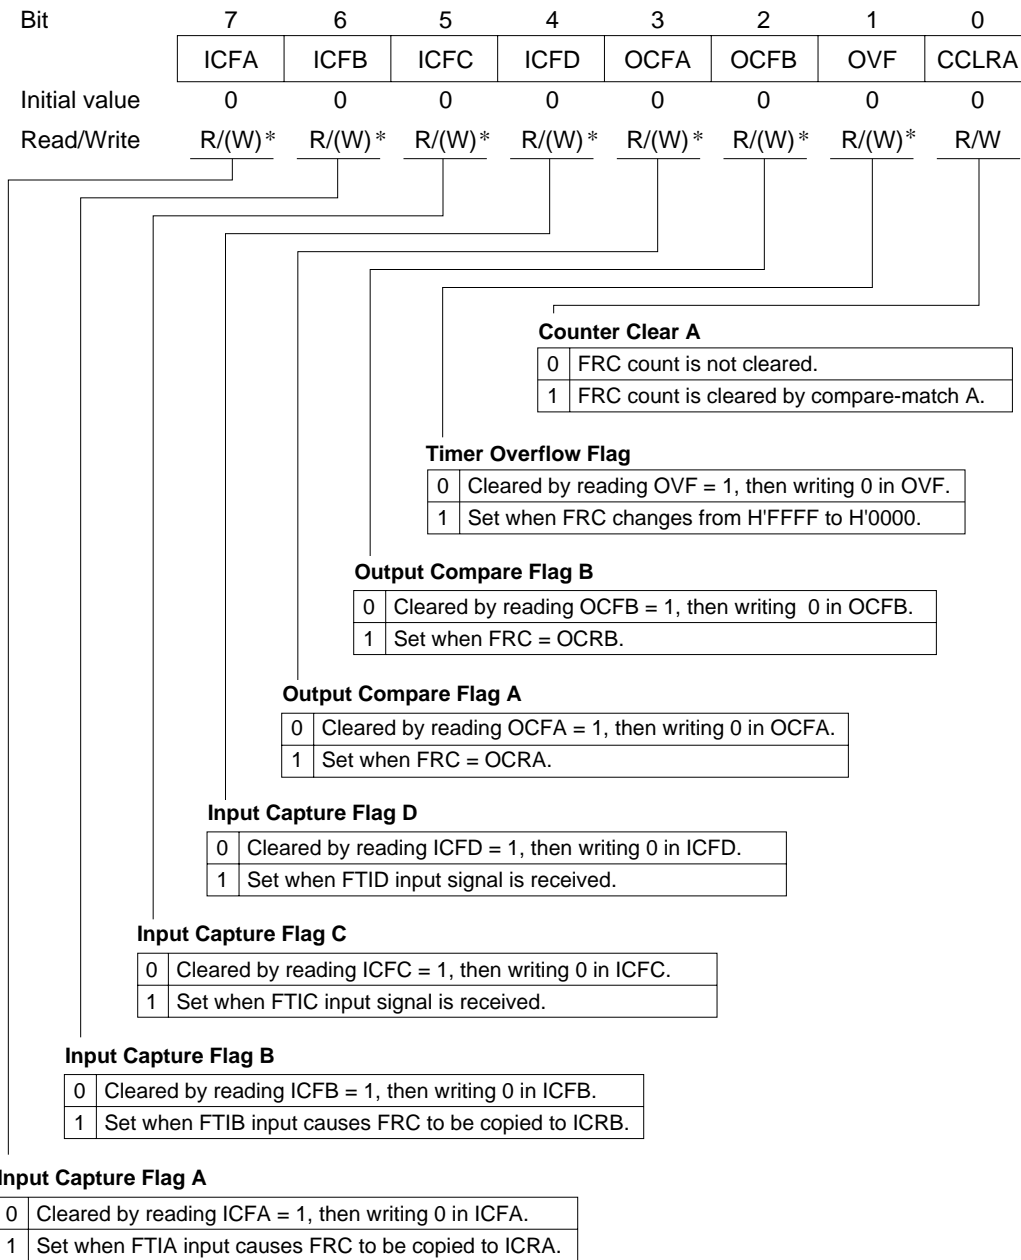 Bit 7 6 5 4 3 2 1 0
ICFA ICFB ICFC ICFD OCFA OCFB OVF CCLRA
Initial value 0 0 0 0 0 0 0 0
Read/Write R/(W)* R/(W)* R/(W)* R/(W)* R/(W)* R/(W)* R/(W)* R/W
Counter Clear A
0 FRC count is not cleared.
1 FRC count is cleared by compare-match A.
Timer Overflow Flag
0 Cleared by reading OVF = 1, then writing 0 in OVF.
1 Set when FRC changes from H'FFFF to H'0000.
Output Compare Flag B
0 Cleared by reading OCFB = 1, then writing 0 in OCFB.
1 Set when FRC = OCRB.
Output Compare Flag A
0 Cleared by reading OCFA = 1, then writing 0 in OCFA.
1 Set when FRC = OCRA.
Input Capture Flag D
0 Cleared by reading ICFD = 1, then writing 0 in ICFD.
1 Set when FTID input signal is received.
Input Capture Flag C
0 Cleared by reading ICFC = 1, then writing 0 in ICFC.
1 Set when FTIC input signal is received.
Input Capture Flag B
0 Cleared by reading ICFB = 1, then writing 0 in ICFB.
1 Set when FTIB input causes FRC to be copied to ICRB.
Input Capture Flag A
0 Cleared by reading ICFA = 1, then writing 0 in ICFA.
1 Set when FTIA input causes FRC to be copied to ICRA.